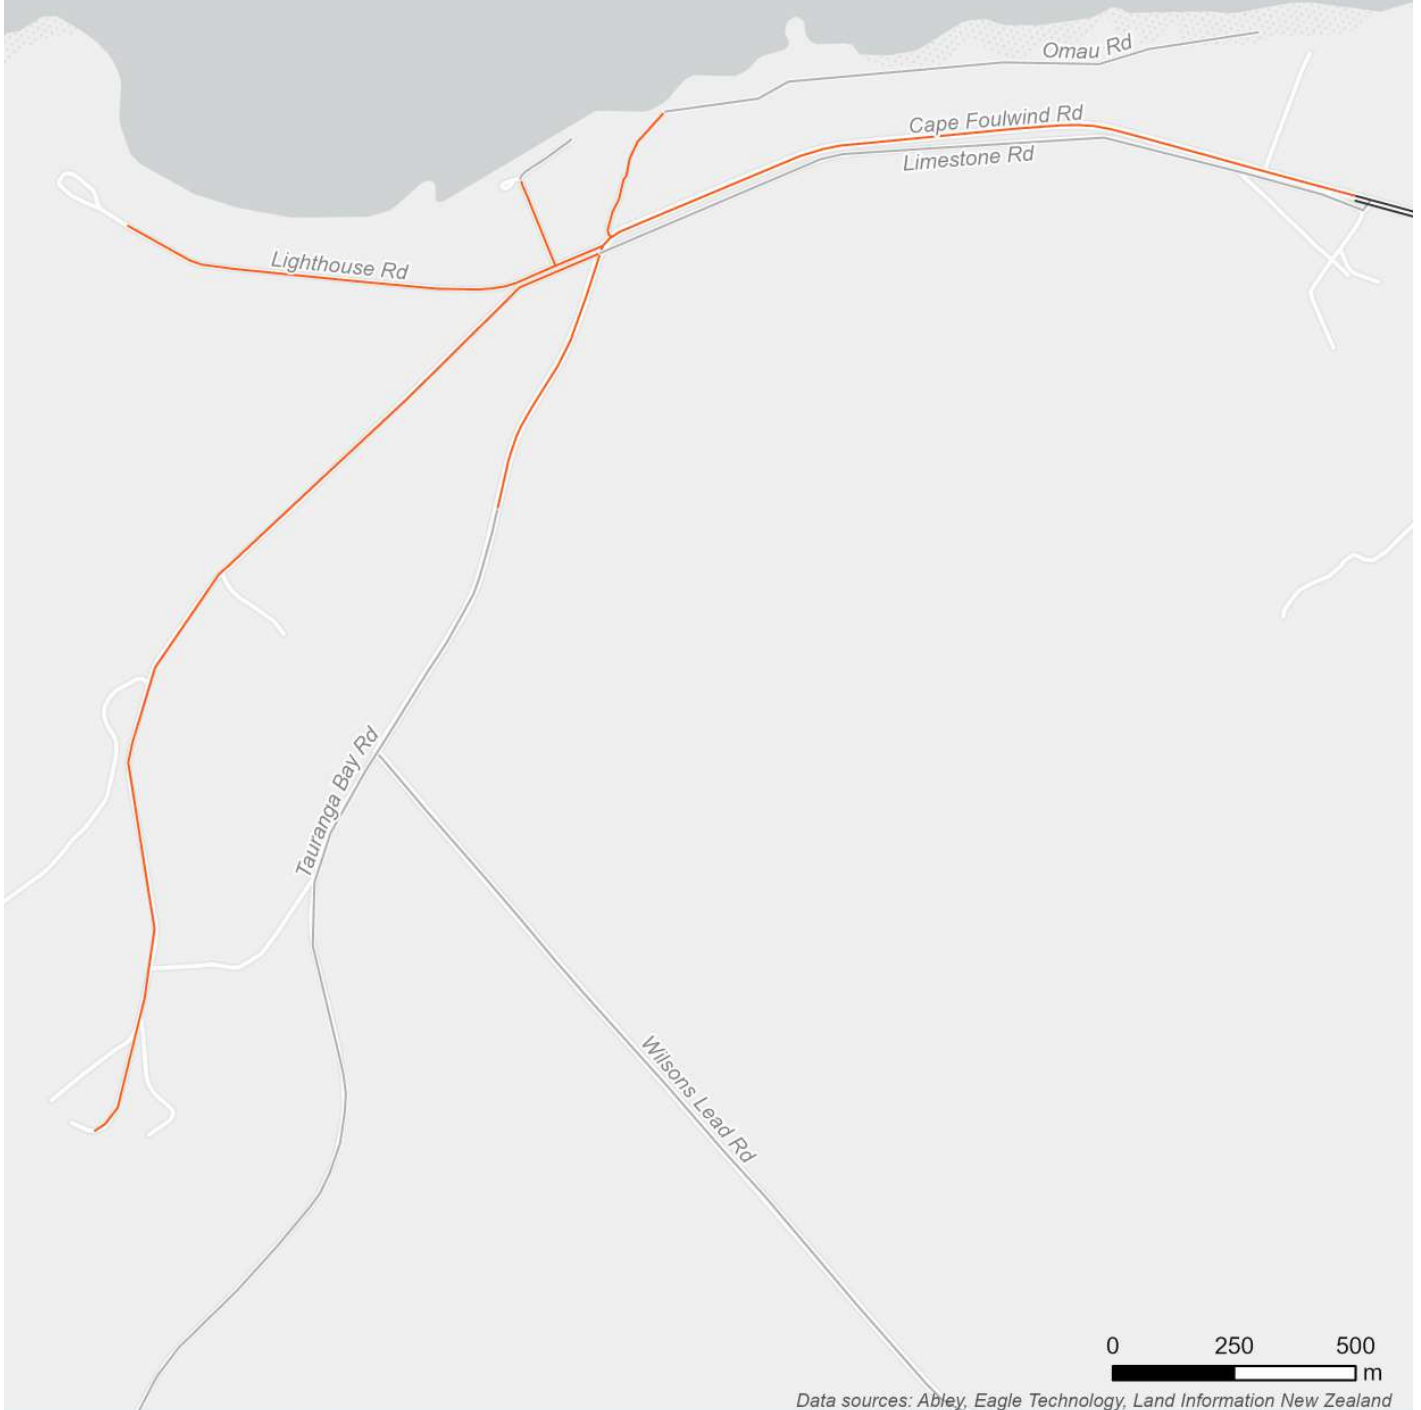 Omau Rd
Cape Foulwind Rd
Limestone Rd
Lighthouse Rd
Tauranga Bay Rd
Wilsons Lead Rd
0 250 500
m
Data sources: Abley, Eagle Technology, Land Information New Zealand